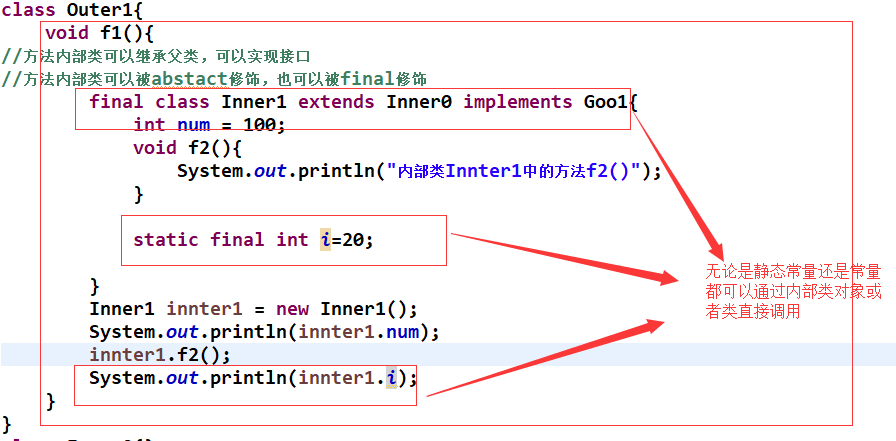 class Outer1{
void f1(){
//方法内部类可以继承父类，可以实现接口
//方法内部类可以被abstact修饰，也可以被final修饰
final class Inner1 extends Inner0 implements Goo1{
int num = 100;
void f2(){
System.out.println("内部类Innter1中的方法f2()");
}
static final int i=20;
}
Inner1 innter1 = new Inner1();
System.out.println(innter1.num);
innter1.f2();
System.out.println(innter1.i);
}
}
无论是静态常量还是常量
都可以通过内部类对象或
者类直接调用